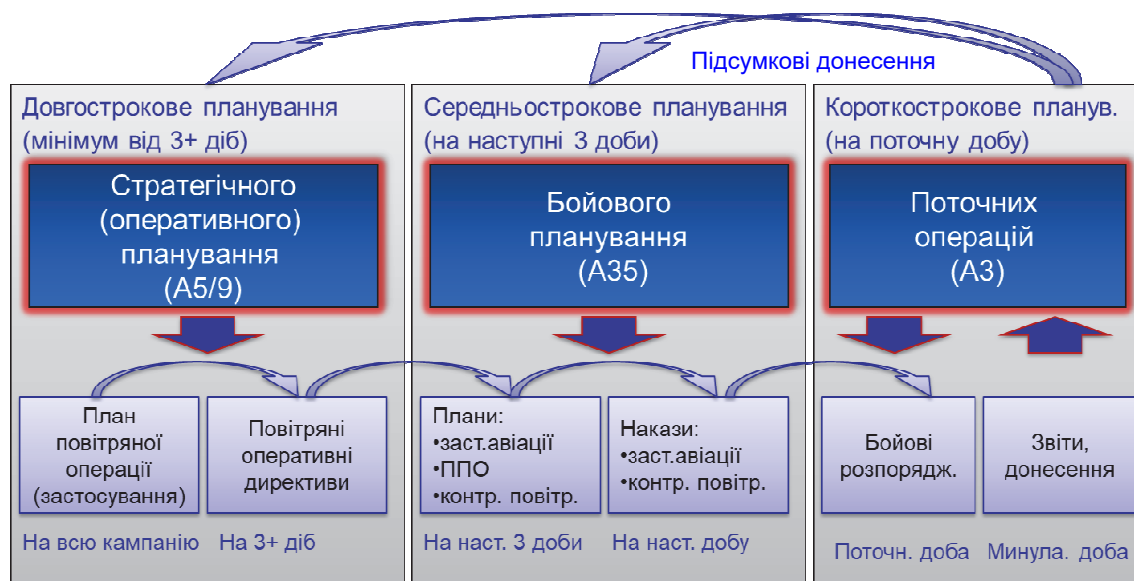 Підсумкові донесення
Довгострокове планування
(мінімум від 3+ діб)
Стратегічного
(оперативного)
планування
(А5/9)
План
повітряної
операції
(застосування)
На всю кампанію
Повітряні
оперативні
директиви
На 3+ діб
Середньострокове планування
(на наступні 3 доби)
Бойового
планування
(А35)
Плани:
•заст.авіації
•ППО
•контр. повітр.
На наст. 3 доби
Накази:
•заст.авіації
•контр. повітр.
На наст. добу
Короткострокове планув.
(на поточну добу)
Поточних
операцій
(А3)
Бойові
розпорядж.
Поточн. доба
Звіти,
донесення
Минула. доба